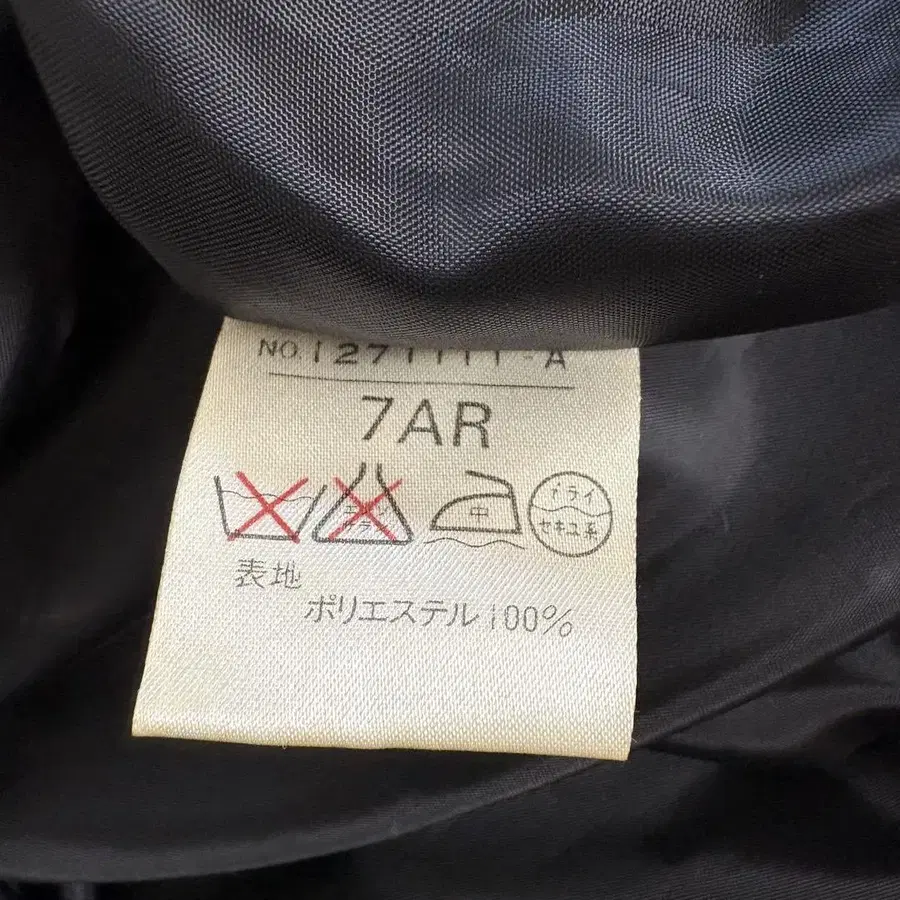 NO.1271111-A
7AR
中
ドライ
セキユ系
表地
ポリエステル100%